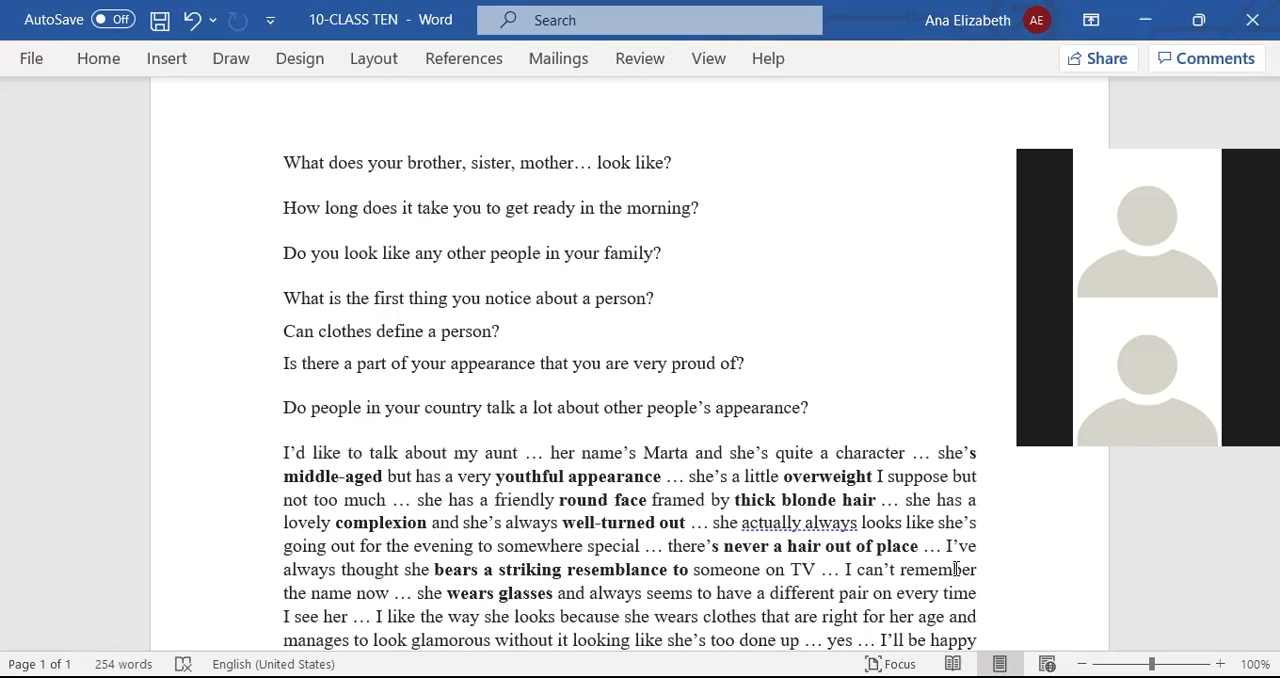 AutoSave Off 10-CLASS TEN - Word Search Ana Elizabeth AE
File Home Insert Draw Design Layout References Mailings Review View Help Share Comments
What does your brother, sister, mother… look like?
How long does it take you to get ready in the morning?
Do you look like any other people in your family?
What is the first thing you notice about a person?
Can clothes define a person?
Is there a part of your appearance that you are very proud of?
Do people in your country talk a lot about other people’s appearance?
I’d like to talk about my aunt … her name’s Marta and she’s quite a character … she’s
middle-aged but has a very youthful appearance … she’s a little overweight I suppose but
not too much … she has a friendly round face framed by thick blonde hair … she has a
lovely complexion and she’s always well-turned out … she actually always looks like she’s
going out for the evening to somewhere special … there’s never a hair out of place … I’ve
always thought she bears a striking resemblance to someone on TV … I can’t remember
the name now … she wears glasses and always seems to have a different pair on every time
I see her … I like the way she looks because she wears clothes that are right for her age and
manages to look glamorous without it looking like she’s too done up … yes … I’ll be happy
Page 1 of 1 254 words English (United States) Focus 100%